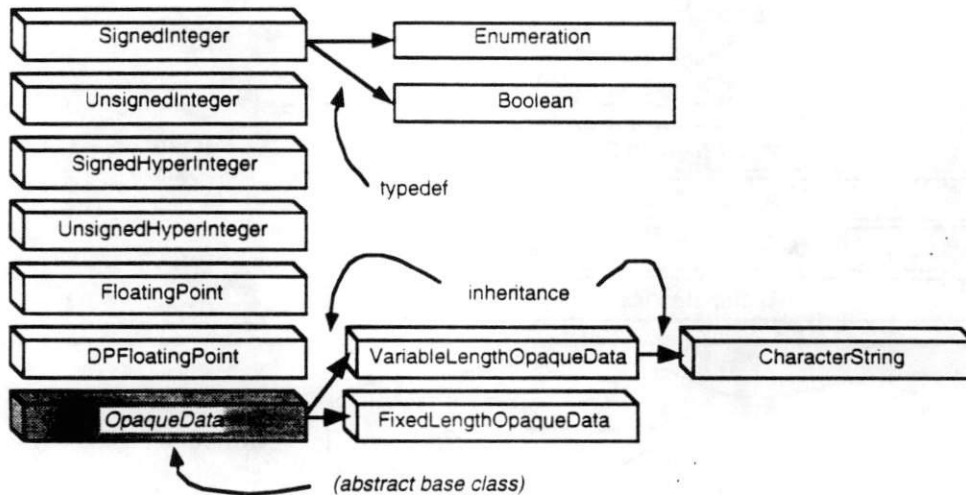 SignedInteger
Enumeration
UnsignedInteger
Boolean
SignedHyperInteger
typedef
UnsignedHyperInteger
FloatingPoint
inheritance
DPFloatingPoint
VariableLengthOpaqueData
CharacterString
OpaqueData
FixedLengthOpaqueData
(abstract base class)